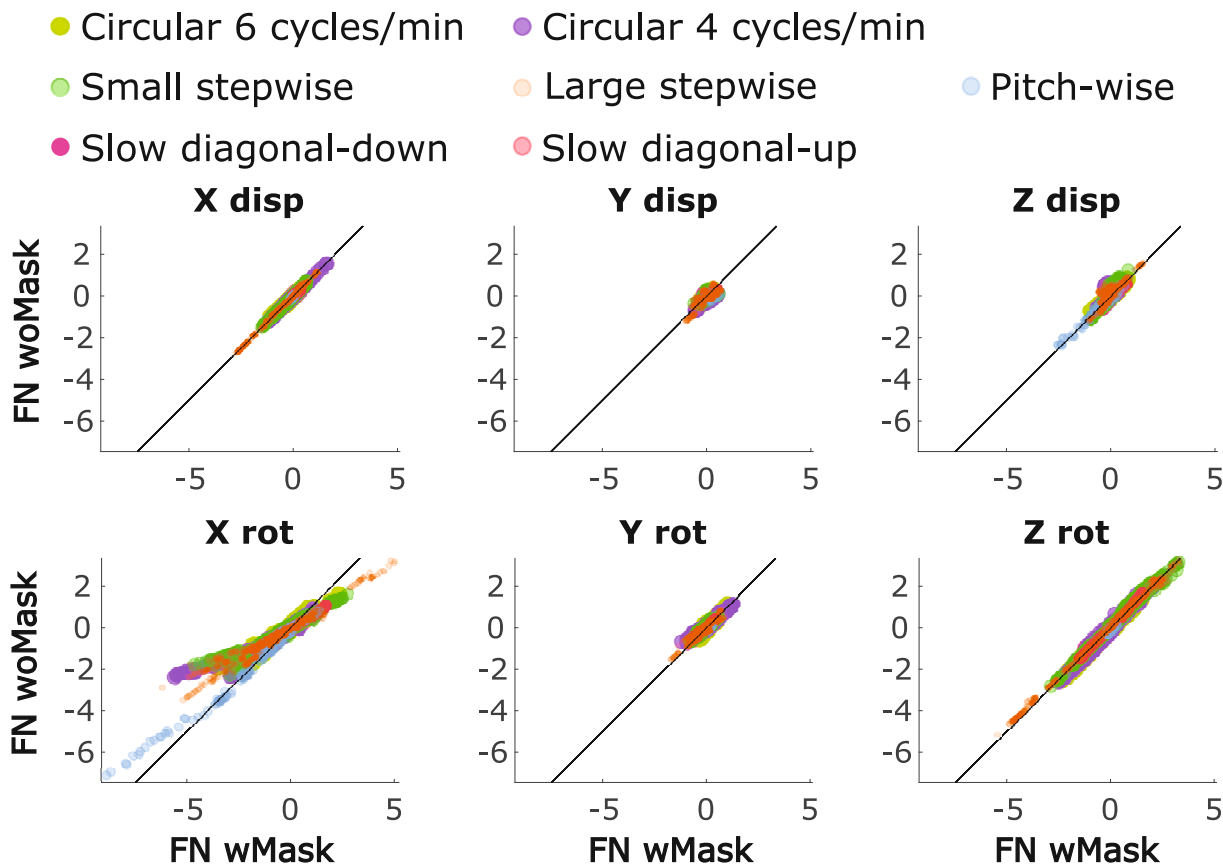 Circular 6 cycles/min Circular 4 cycles/min
Small stepwise Large stepwise Pitch-wise
Slow diagonal-down Slow diagonal-up
X disp Y disp Z disp
FN woMask
2 2 2
0 0 0
-2 -2 -2
-4 -4 -4
-6 -6 -6
-5 0 5 -5 0 5 -5 0 5
X rot Y rot Z rot
FN woMask
2 2 2
0 0 0
-2 -2 -2
-4 -4 -4
-6 -6 -6
-5 0 5 -5 0 5 -5 0 5
FN wMask FN wMask FN wMask